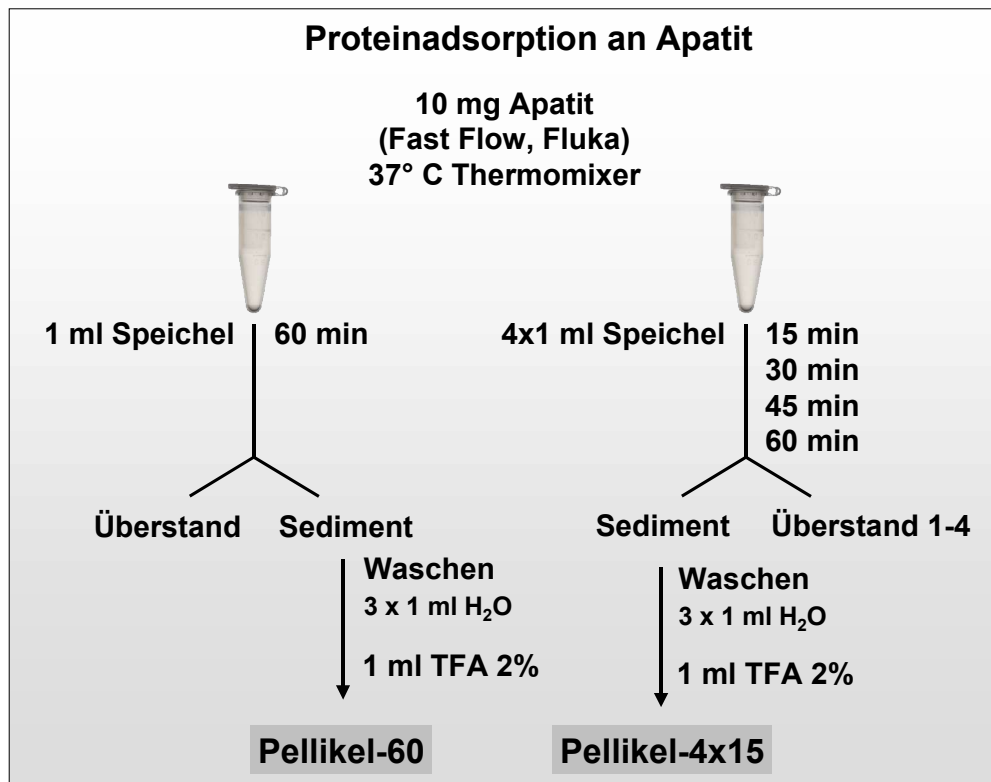 Proteinadsorption an Apatit
10 mg Apatit
(Fast Flow, Fluka)
37° C Thermomixer
1 ml Speichel 60 min
Überstand Sediment
Waschen
3 x 1 ml H₂O
1 ml TFA 2%
Pellikel-60
4x1 ml Speichel 15 min
30 min
45 min
60 min
Sediment Überstand 1-4
Waschen
3 x 1 ml H₂O
1 ml TFA 2%
Pellikel-4x15